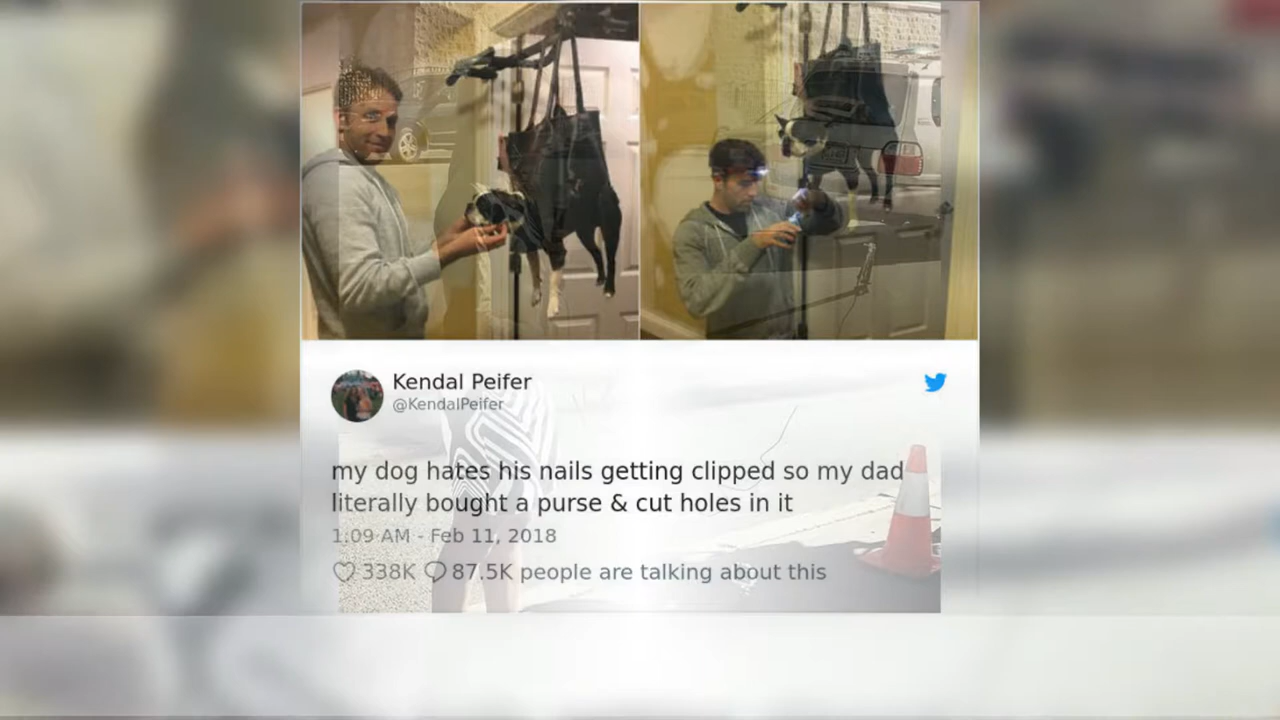 Kendal Peifer
@KendalPeifer
my dog hates his nails getting clipped so my dad
literally bought a purse & cut holes in it
1:09 AM - Feb 11, 2018
338K 87.5K people are talking about this